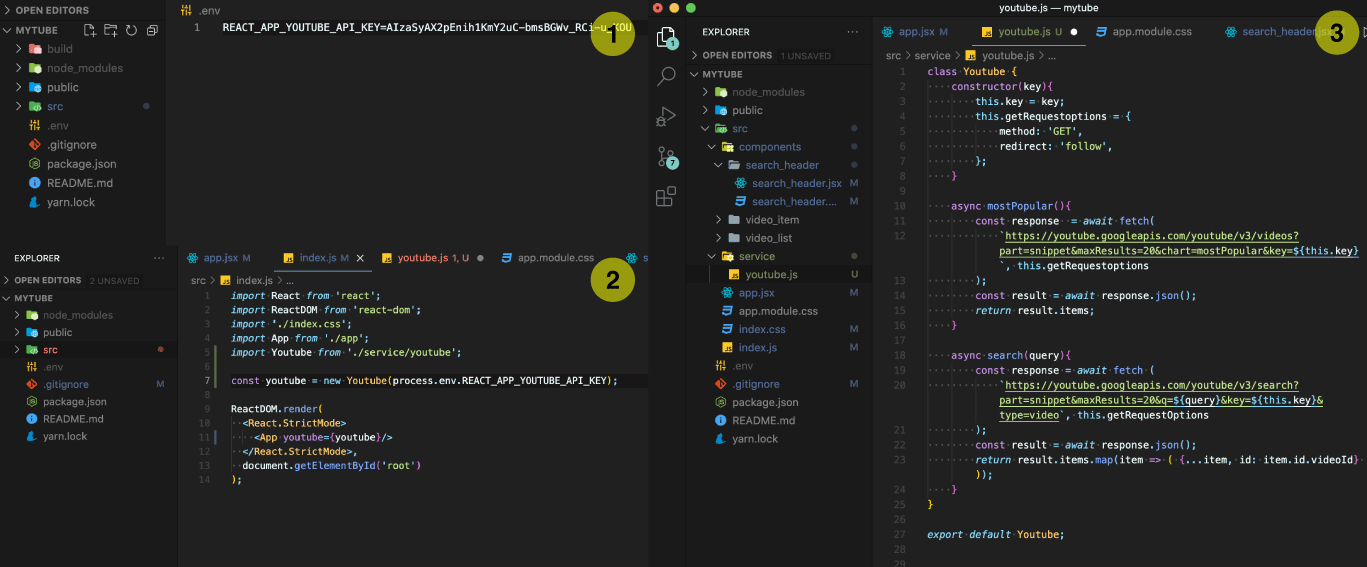 OPEN EDITORS
MYTUBE
build
node_modules
public
src
.env
.gitignore
package.json
README.md
yarn.lock
.env
1 REACT_APP_YOUTUBE_API_KEY=
1
EXPLORER
OPEN EDITORS 2 UNSAVED
MYTUBE
node_modules
public
src
.env
.gitignore M
package.json
README.md
yarn.lock
app.jsx M
index.js M
youtube.js 1, U
app.module.css
s
src > index.js > ...
2
1 import React from 'react';
2 import ReactDOM from 'react-dom';
3 import './index.css';
4 import App from './app';
5 import Youtube from './service/youtube';
6
7 const youtube = new Youtube(process.env.REACT_APP_YOUTUBE_API_KEY);
8
9 ReactDOM.render(
10 <React.StrictMode>
11 <App youtube={youtube}/>
12 </React.StrictMode>,
13 document.getElementById('root')
14 );
youtube.js — mytube
1
7
EXPLORER
OPEN EDITORS 1 UNSAVED
MYTUBE
node_modules
public
src
components
search_header
search_header.jsx M
search_header.... M
video_item
video_list
service
youtube.js U
app.jsx M
app.module.css
index.css M
index.js M
.env
.gitignore M
package.json
README.md
yarn.lock
app.jsx M
youtube.js U
app.module.css
search_header.jsx
3
src > service > youtube.js > ...
1 class Youtube {
2 constructor(key){
3 this.key = key;
4 this.getRequestoptions = {
5 method: 'GET',
6 redirect: 'follow',
7 };
8 }
9
10 async mostPopular(){
11 const response = await fetch(
12 `https://youtube.googleapis.com/youtube/v3/videos?
part=snippet&maxResults=20&chart=mostPopular&key=${this.key}
`, this.getRequestoptions
13 );
14 const result = await response.json();
15 return result.items;
16 }
17
18 async search(query){
19 const response = await fetch (
20 `https://youtube.googleapis.com/youtube/v3/search?
part=snippet&maxResults=20&q=${query}&key=${this.key}&
type=video`, this.getRequestOptions
21 );
22 const result = await response.json();
23 return result.items.map(item => ( {...item, id: item.id.videoId}
));
24 }
25 }
26
27 export default Youtube;
28
29